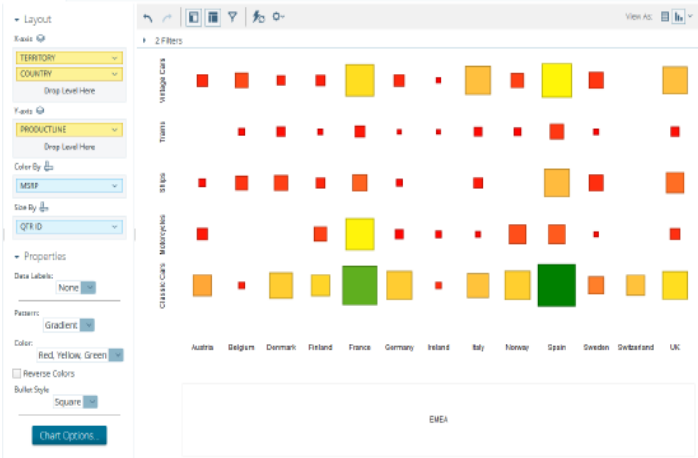 Layout
X-axis
TERRITORY
COUNTRY
Drop Level Here
Y-axis
PRODUCTLINE
Drop Level Here
Color By
MSRP
Size By
QTR ID
Properties
Data Labels:
None
Pattern:
Gradient
Color:
Red, Yellow, Green
Reverse Colors
Bullet Style
Square
Chart Options...
View As:
2 Filters
Vintage Cars
Trains
Ships
Motorcycles
Classic Cars
Austria Belgium Denmark Finland France Germany Ireland Italy Norway Spain Sweden Switzerland UK
EMEA